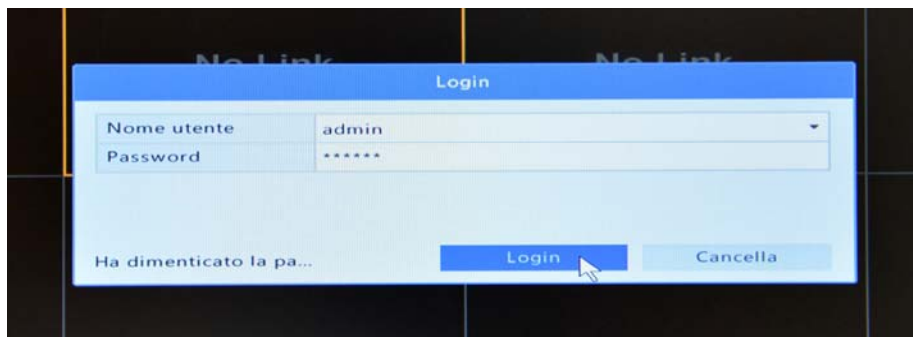 No Link No Link
Login
Nome utente admin
Password ******
Ha dimenticato la pa... Login Cancella